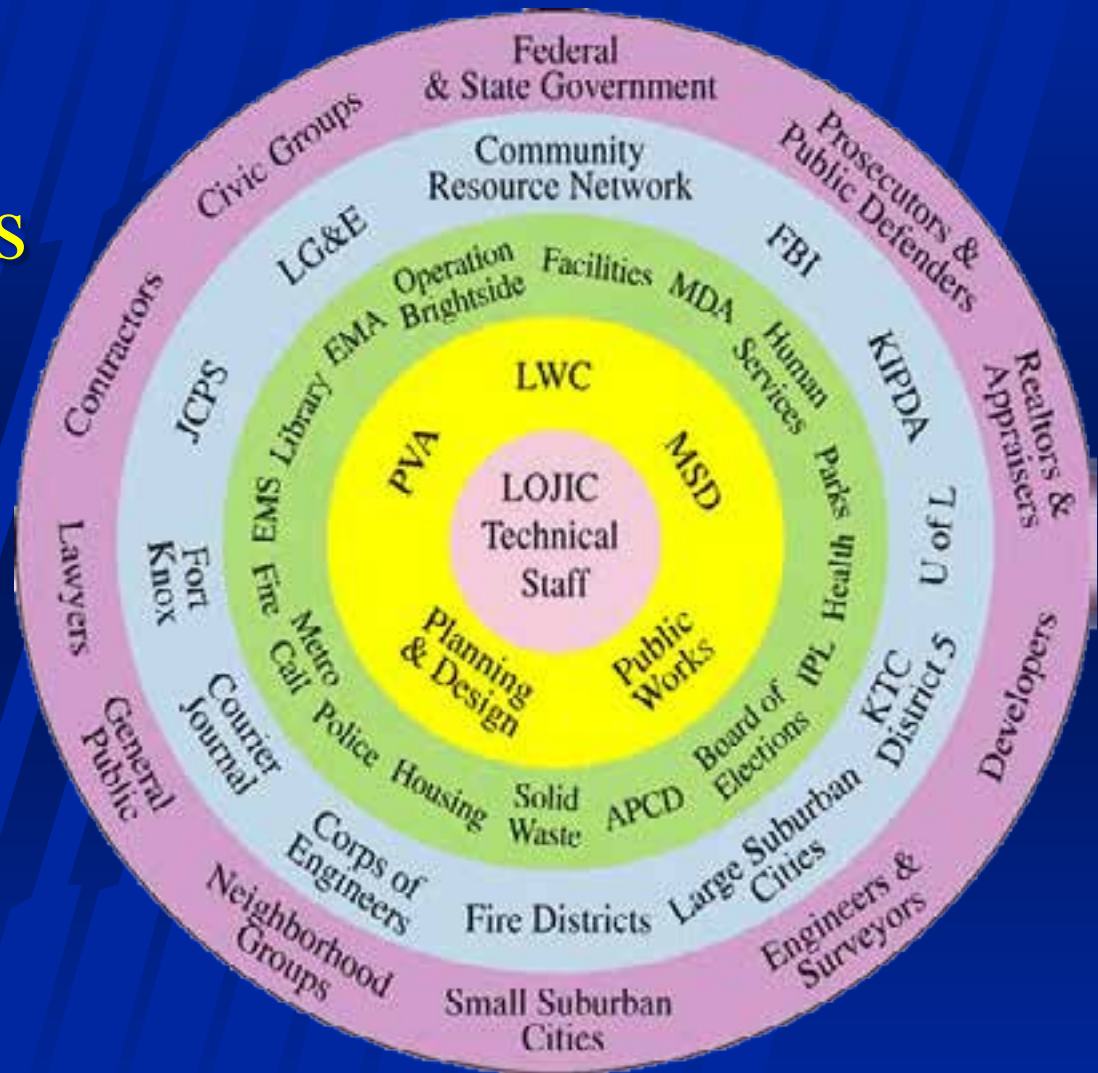 s
Federal
& State Government
Prosecutors &
Public Defenders
Realtors &
Appraisers
Developers
Engineers &
Surveyors
Small Suburban
Cities
Neighborhood
Groups
General
Public
Lawyers
Contractors
Civic Groups
Community
Resource Network
FBI
KIPDA
U of L
KTC
District 5
Large Suburban
Cities
Fire Districts
Corps of
Engineers
Courier
Journal
Fort
Knox
JCPS
LG&E
Operation
Brightside
Facilities
MDA
Human
Services
Parks
Health
IPL
Board of
Elections
APCD
Solid
Waste
Housing
Police
Metro
Call
Fire
EMS
Library
EMA
LWC
MSD
Public
Works
Planning
& Design
PVA
LOJIC
Technical
Staff